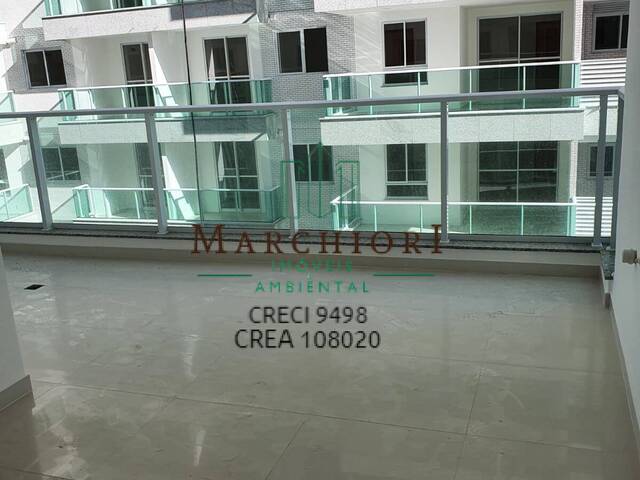 MARCHIORI
IMÓVEIS
AMBIENTAL
CRECI 9498
CREA 108020